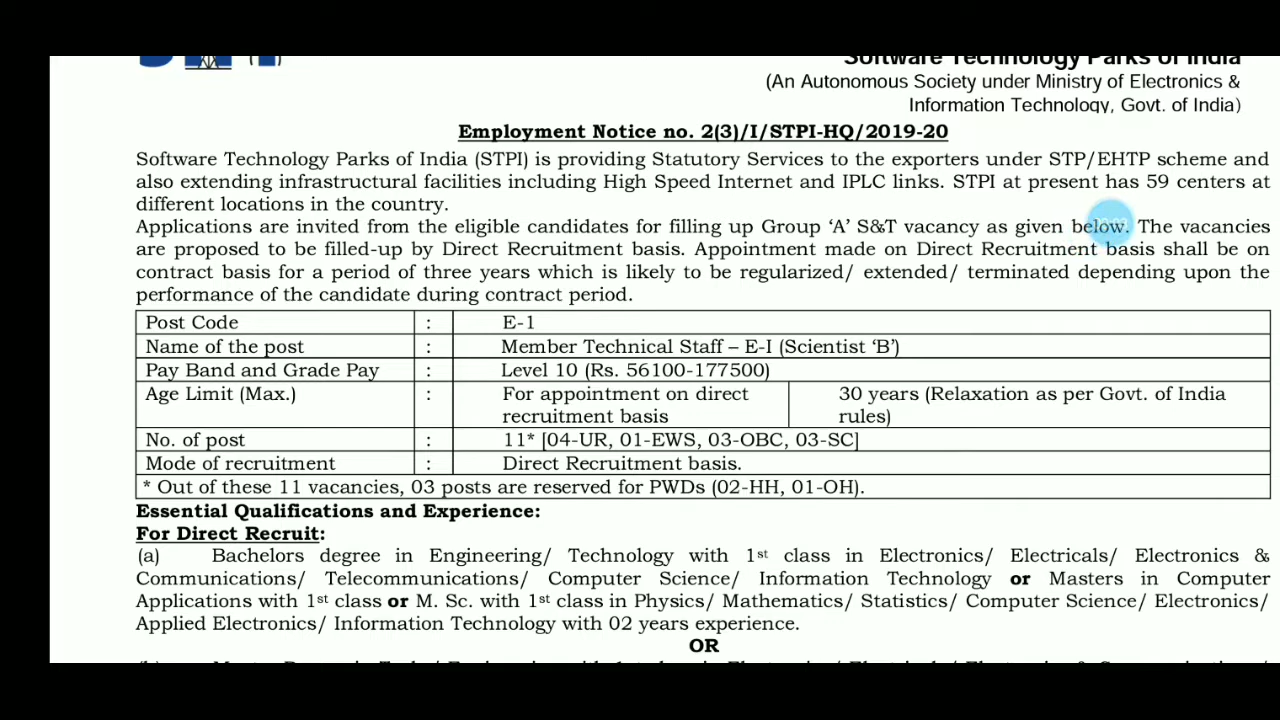 Software Technology Parks of India
(An Autonomous Society under Ministry of Electronics &
Information Technology, Govt. of India)
Employment Notice no. 2(3)/I/STPI-HQ/2019-20
Software Technology Parks of India (STPI) is providing Statutory Services to the exporters under STP/EHTP scheme and
also extending infrastructural facilities including High Speed Internet and IPLC links. STPI at present has 59 centers at
different locations in the country.
Applications are invited from the eligible candidates for filling up Group ‘A’ S&T vacancy as given below. The vacancies
are proposed to be filled-up by Direct Recruitment basis. Appointment made on Direct Recruitment basis shall be on
contract basis for a period of three years which is likely to be regularized/ extended/ terminated depending upon the
performance of the candidate during contract period.
Post Code : E-1
Name of the post : Member Technical Staff – E-I (Scientist ‘B’)
Pay Band and Grade Pay : Level 10 (Rs. 56100-177500)
Age Limit (Max.) : For appointment on direct 30 years (Relaxation as per Govt. of India
recruitment basis rules)
No. of post : 11* [04-UR, 01-EWS, 03-OBC, 03-SC]
Mode of recruitment : Direct Recruitment basis.
* Out of these 11 vacancies, 03 posts are reserved for PWDs (02-HH, 01-OH).
Essential Qualifications and Experience:
For Direct Recruit:
(a) Bachelors degree in Engineering/ Technology with 1st class in Electronics/ Electricals/ Electronics &
Communications/ Telecommunications/ Computer Science/ Information Technology or Masters in Computer
Applications with 1st class or M. Sc. with 1st class in Physics/ Mathematics/ Statistics/ Computer Science/ Electronics/
Applied Electronics/ Information Technology with 02 years experience.
OR